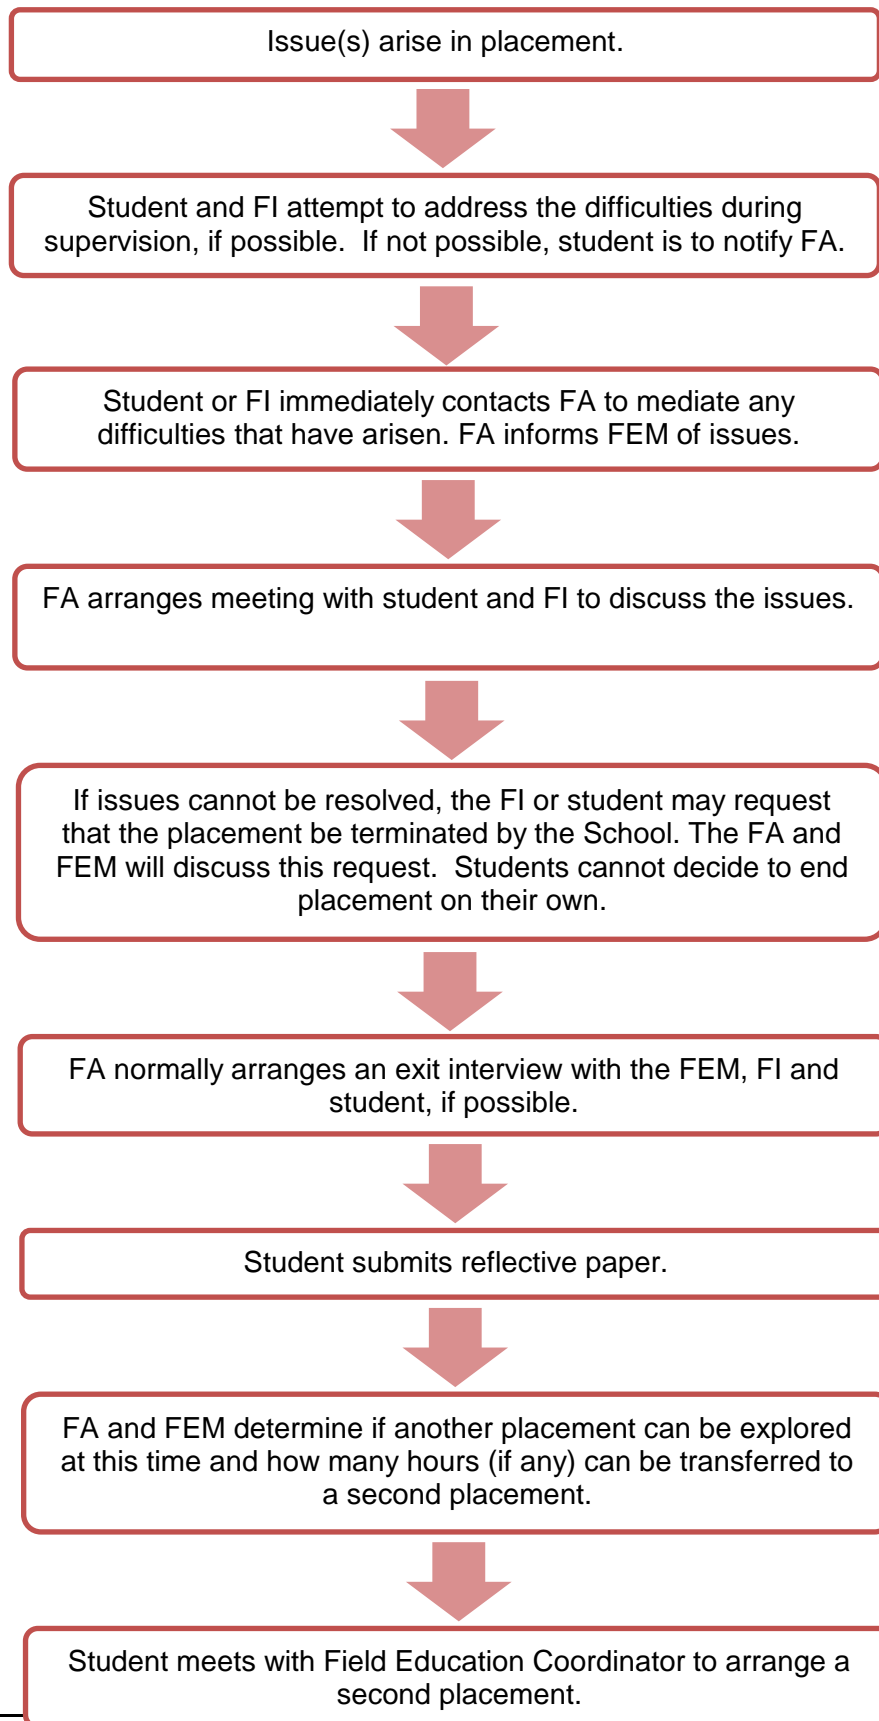 Issue(s) arise in placement.
Student and FI attempt to address the difficulties during
supervision, if possible.  If not possible, student is to notify FA.
Student or FI immediately contacts FA to mediate any
difficulties that have arisen. FA informs FEM of issues.
FA arranges meeting with student and FI to discuss the issues.
If issues cannot be resolved, the FI or student may request
that the placement be terminated by the School. The FA and
FEM will discuss this request.  Students cannot decide to end
placement on their own.
FA normally arranges an exit interview with the FEM, FI and
student, if possible.
Student submits reflective paper.
FA and FEM determine if another placement can be explored
at this time and how many hours (if any) can be transferred to
a second placement.
Student meets with Field Education Coordinator to arrange a
second placement.